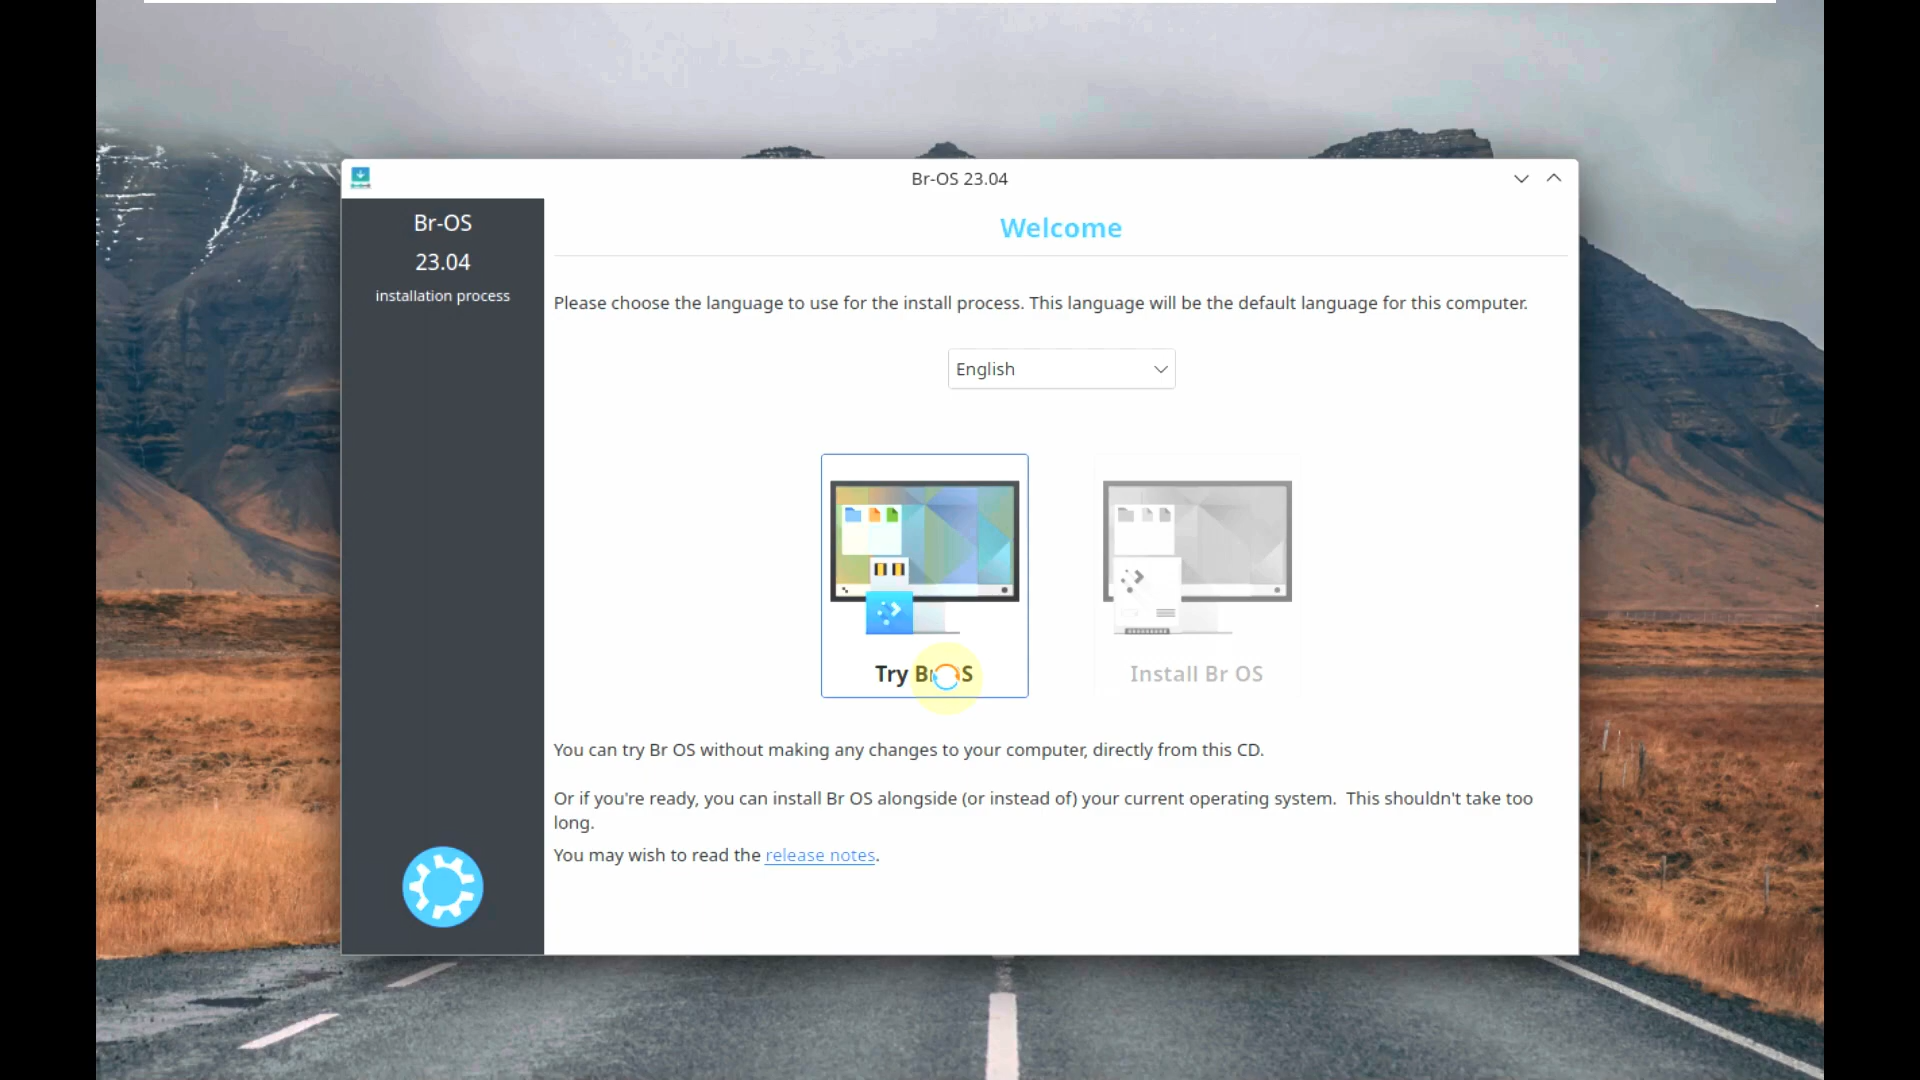 Br-OS 23.04
Br-OS
23.04
installation process
Welcome
Please choose the language to use for the install process. This language will be the default language for this computer.
English
Try Br OS
Install Br OS
You can try Br OS without making any changes to your computer, directly from this CD.
Or if you're ready, you can install Br OS alongside (or instead of) your current operating system. This shouldn't take too
long.
You may wish to read the release notes.